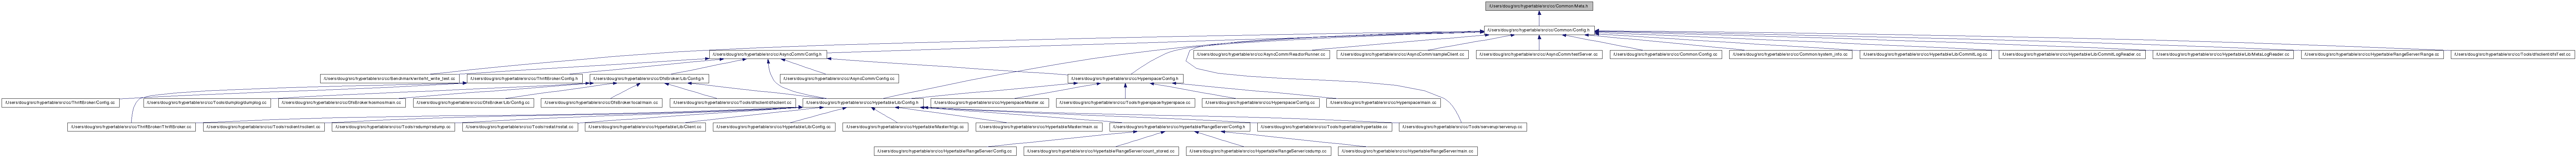 /Users/doug/src/hypertable/src/cc/Common/Meta.h
/Users/doug/src/hypertable/src/cc/Common/Config.h
/Users/doug/src/hypertable/src/cc/AsyncComm/Config.h
/Users/doug/src/hypertable/src/cc/AsyncComm/ReactorRunner.cc
/Users/doug/src/hypertable/src/cc/AsyncComm/sampleClient.cc
/Users/doug/src/hypertable/src/cc/AsyncComm/testServer.cc
/Users/doug/src/hypertable/src/cc/Common/Config.cc
/Users/doug/src/hypertable/src/cc/Common/system_info.cc
/Users/doug/src/hypertable/src/cc/Hypertable/Lib/CommitLog.cc
/Users/doug/src/hypertable/src/cc/Hypertable/Lib/CommitLogReader.cc
/Users/doug/src/hypertable/src/cc/Hypertable/Lib/MetaLogReader.cc
/Users/doug/src/hypertable/src/cc/Hypertable/RangeServer/Range.cc
/Users/doug/src/hypertable/src/cc/Tools/dfsclient/dfsTest.cc
/Users/doug/src/hypertable/src/cc/Benchmark/write/ht_write_test.cc
/Users/doug/src/hypertable/src/cc/ThriftBroker/Config.h
/Users/doug/src/hypertable/src/cc/DfsBroker/Lib/Config.h
/Users/doug/src/hypertable/src/cc/AsyncComm/Config.cc
/Users/doug/src/hypertable/src/cc/Hyperspace/Config.h
/Users/doug/src/hypertable/src/cc/ThriftBroker/Config.cc
/Users/doug/src/hypertable/src/cc/Tools/dumplog/dumplog.cc
/Users/doug/src/hypertable/src/cc/DfsBroker/kosmos/main.cc
/Users/doug/src/hypertable/src/cc/DfsBroker/Lib/Config.cc
/Users/doug/src/hypertable/src/cc/DfsBroker/local/main.cc
/Users/doug/src/hypertable/src/cc/Tools/dfsclient/dfsclient.cc
/Users/doug/src/hypertable/src/cc/Hypertable/Lib/Config.h
/Users/doug/src/hypertable/src/cc/Hyperspace/Master.cc
/Users/doug/src/hypertable/src/cc/Tools/hyperspace/hyperspace.cc
/Users/doug/src/hypertable/src/cc/Hyperspace/Config.cc
/Users/doug/src/hypertable/src/cc/Hyperspace/main.cc
/Users/doug/src/hypertable/src/cc/ThriftBroker/ThriftBroker.cc
/Users/doug/src/hypertable/src/cc/Tools/rsclient/rsclient.cc
/Users/doug/src/hypertable/src/cc/Tools/rsdump/rsdump.cc
/Users/doug/src/hypertable/src/cc/Tools/rsstat/rsstat.cc
/Users/doug/src/hypertable/src/cc/Hypertable/Lib/Client.cc
/Users/doug/src/hypertable/src/cc/Hypertable/Lib/Config.cc
/Users/doug/src/hypertable/src/cc/Hypertable/Master/htgc.cc
/Users/doug/src/hypertable/src/cc/Hypertable/Master/main.cc
/Users/doug/src/hypertable/src/cc/Hypertable/RangeServer/Config.h
/Users/doug/src/hypertable/src/cc/Tools/hypertable/hypertable.cc
/Users/doug/src/hypertable/src/cc/Tools/serverup/serverup.cc
/Users/doug/src/hypertable/src/cc/Hypertable/RangeServer/Config.cc
/Users/doug/src/hypertable/src/cc/Hypertable/RangeServer/count_stored.cc
/Users/doug/src/hypertable/src/cc/Hypertable/RangeServer/csdump.cc
/Users/doug/src/hypertable/src/cc/Hypertable/RangeServer/main.cc